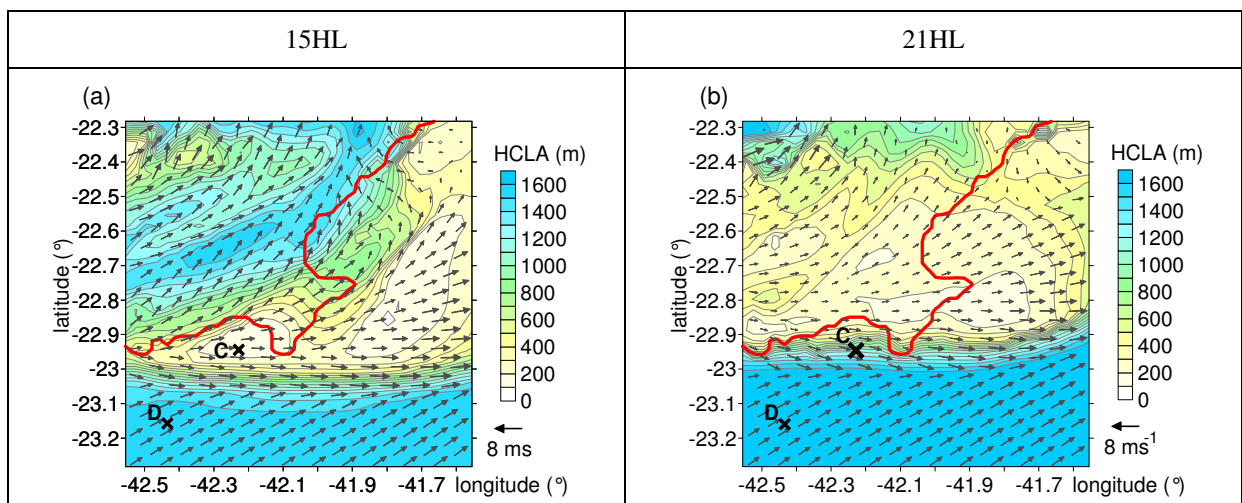 15HL
21HL
(a)
-22.3
-22.4
-22.5
-22.6
-22.7
-22.8
-22.9
-23
-23.1
-23.2
latitude (°)
C
D
-42.5 -42.3 -42.1 -41.9 -41.7 longitude (°)
HCLA (m)
1600
1400
1200
1000
800
600
400
200
0
8 ms
(b)
-22.3
-22.4
-22.5
-22.6
-22.7
-22.8
-22.9
-23
-23.1
-23.2
latitude (°)
C
D
-42.5 -42.3 -42.1 -41.9 -41.7 longitude (°)
HCLA (m)
1600
1400
1200
1000
800
600
400
200
0
8 ms⁻¹